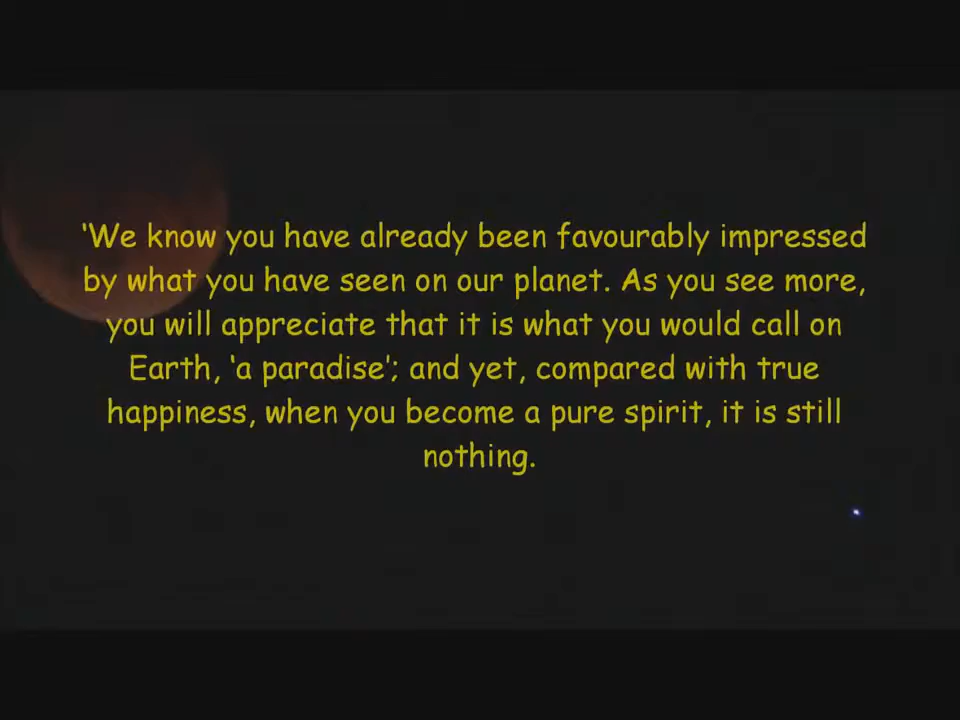 ‘We know you have already been favourably impressed
by what you have seen on our planet. As you see more,
you will appreciate that it is what you would call on
Earth, ‘a paradise’; and yet, compared with true
happiness, when you become a pure spirit, it is still
nothing.